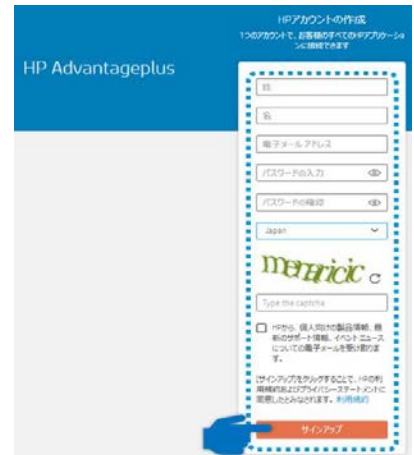 HPアカウントの作成
1つのアカウントで、お客様のすべてのHPアプリケーショ
ンに接続できます
HP Advantageplus
姓
名
電子メール アドレス
パスワードの入力
パスワードの確認
Japan
Type the captcha
HPから、個人向けの製品情報、最
新のサポート情報、イベント ニュース
についての電子メールを受け取りま
す。
[サインアップ]をクリックすることで、HPの利
用規約およびプライバシーステートメントに
同意したとみなされます。利用規約
サインアップ